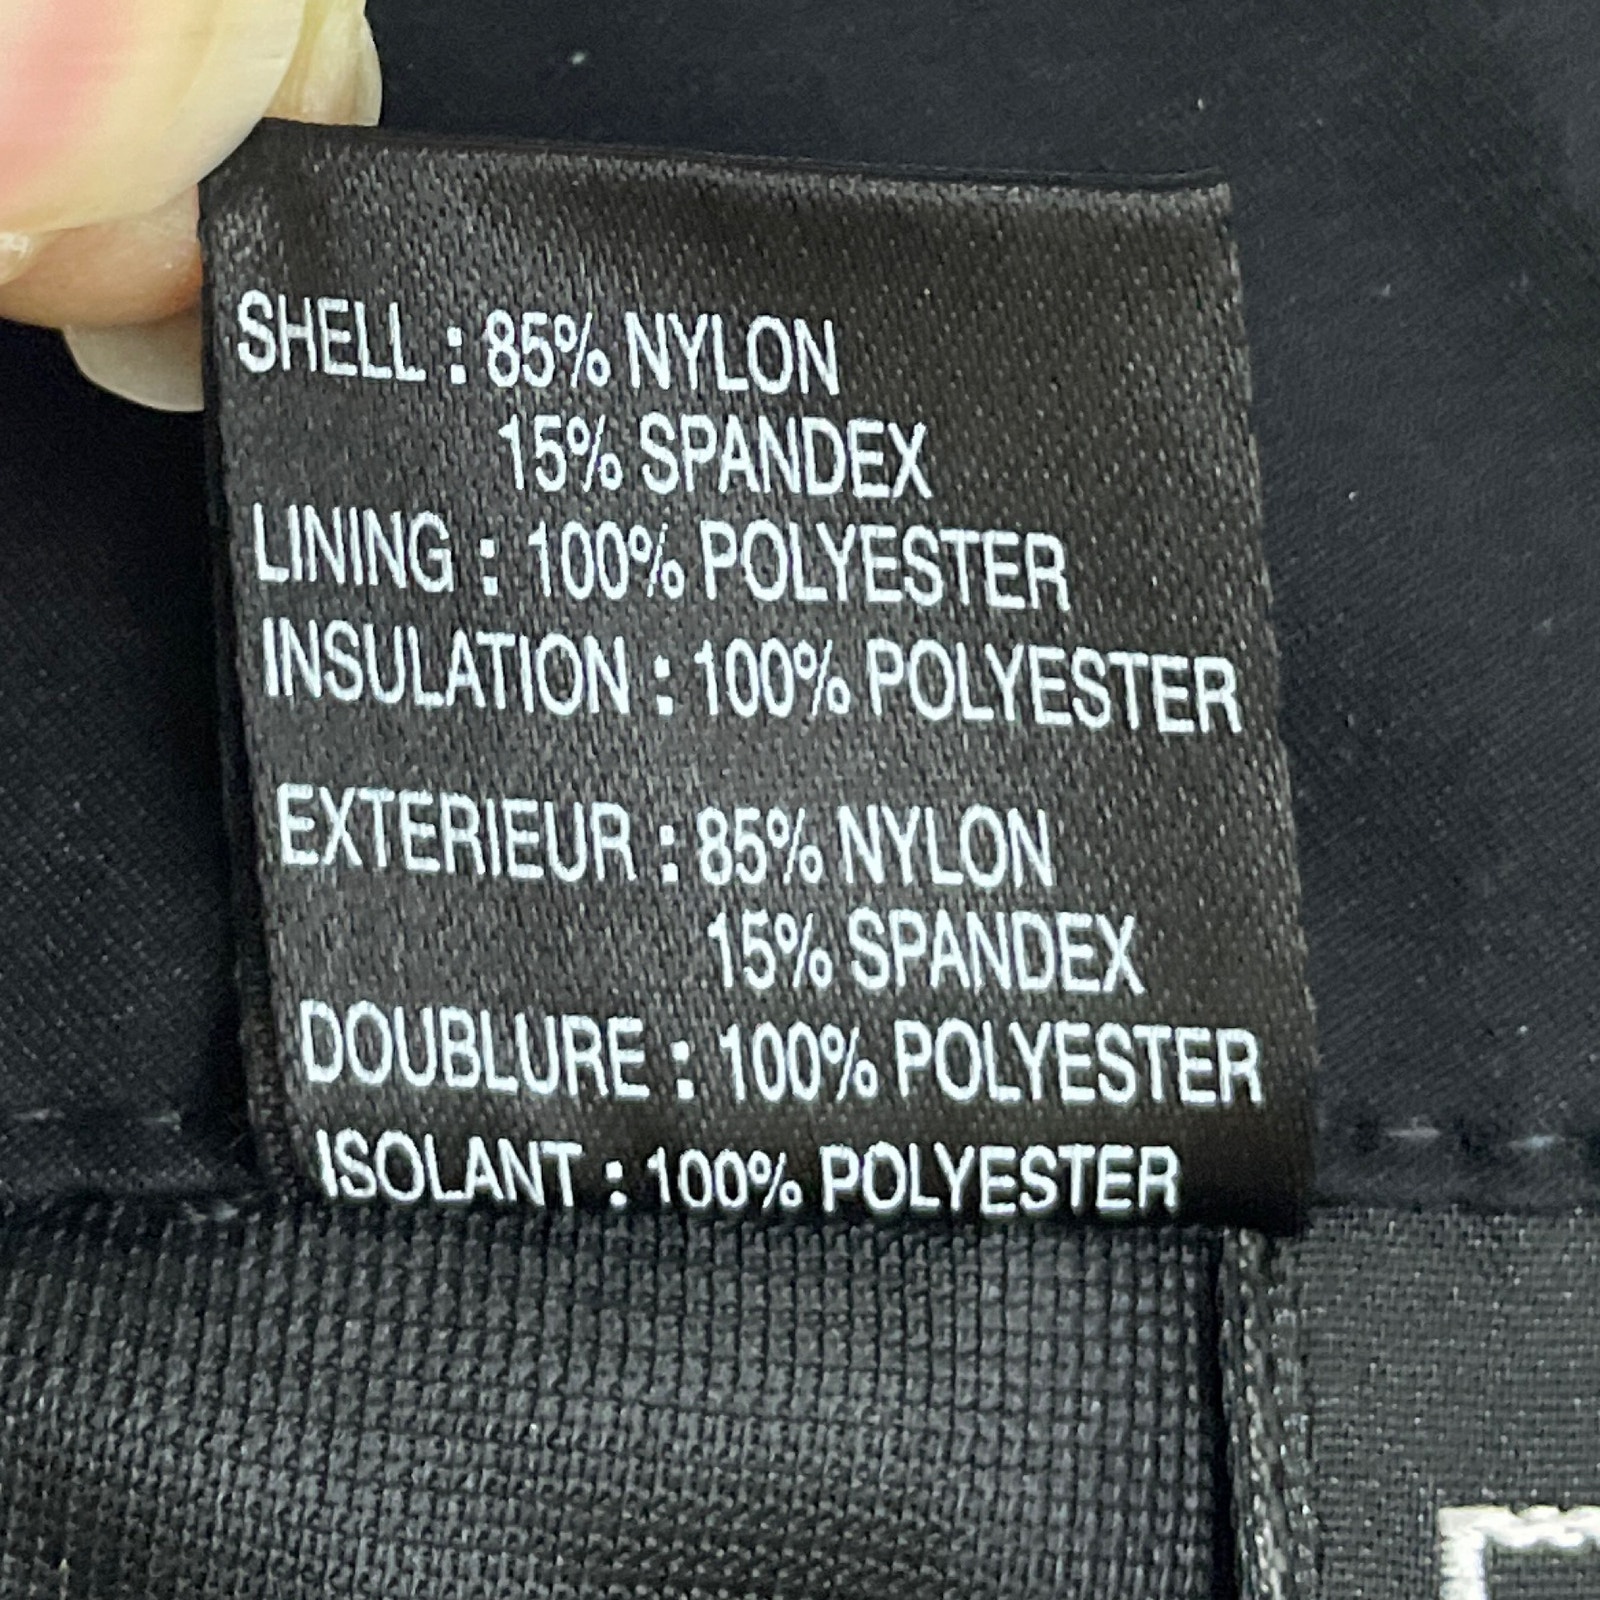 SHELL : 85% NYLON
15% SPANDEX
LINING : 100% POLYESTER
INSULATION : 100% POLYESTER
EXTERIEUR : 85% NYLON
15% SPANDEX
DOUBLURE : 100% POLYESTER
ISOLANT : 100% POLYESTER